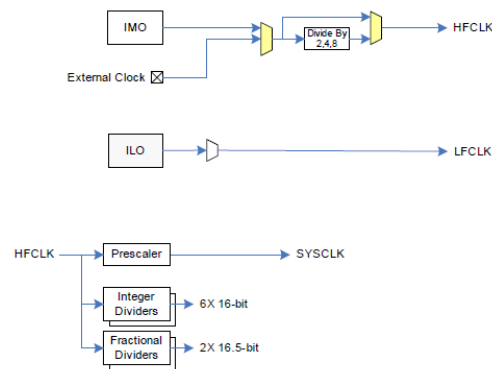 IMO
Divide By
2,4,8
HFCLK
External Clock
ILO
LFCLK
HFCLK
Prescaler
SYSCLK
Integer
Dividers
6X 16-bit
Fractional
Dividers
2X 16.5-bit